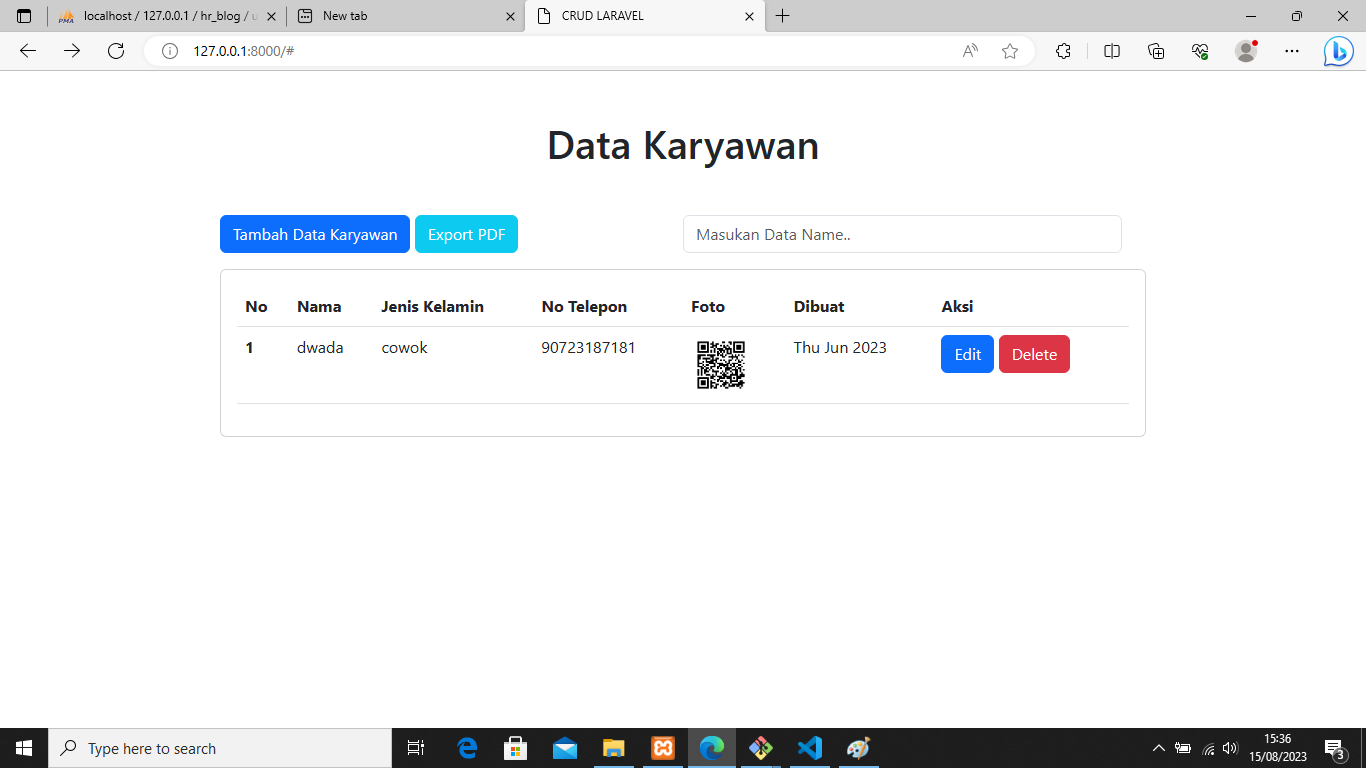 localhost / 127.0.0.1 / hr_blog / u
New tab
CRUD LARAVEL
127.0.0.1:8000/#
Data Karyawan
Tambah Data Karyawan
Export PDF
Masukan Data Name..
No Nama Jenis Kelamin No Telepon Foto Dibuat Aksi
1 dwada cowok 90723187181 Thu Jun 2023 Edit Delete
Type here to search
15:36
15/08/2023
3